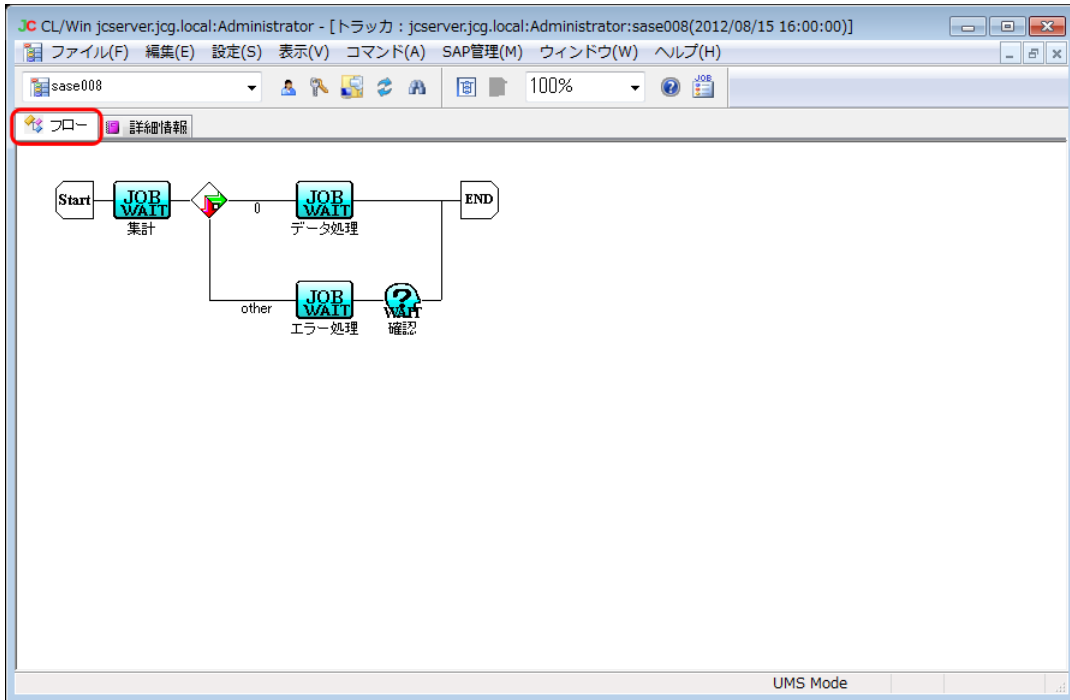 JC CL/Win jcserver.jcg.local:Administrator - [トラッカ : jcserver.jcg.local:Administrator:sase008(2012/08/15 16:00:00)]
ファイル(F) 編集(E) 設定(S) 表示(V) コマンド(A) SAP管理(M) ウィンドウ(W) ヘルプ(H)
sase008 100% JOB
フロー 詳細情報
Start JOB WAIT 0 JOB WAIT END
集計 データ処理
other JOB WAIT ? WAIT
エラー処理 確認
UMS Mode